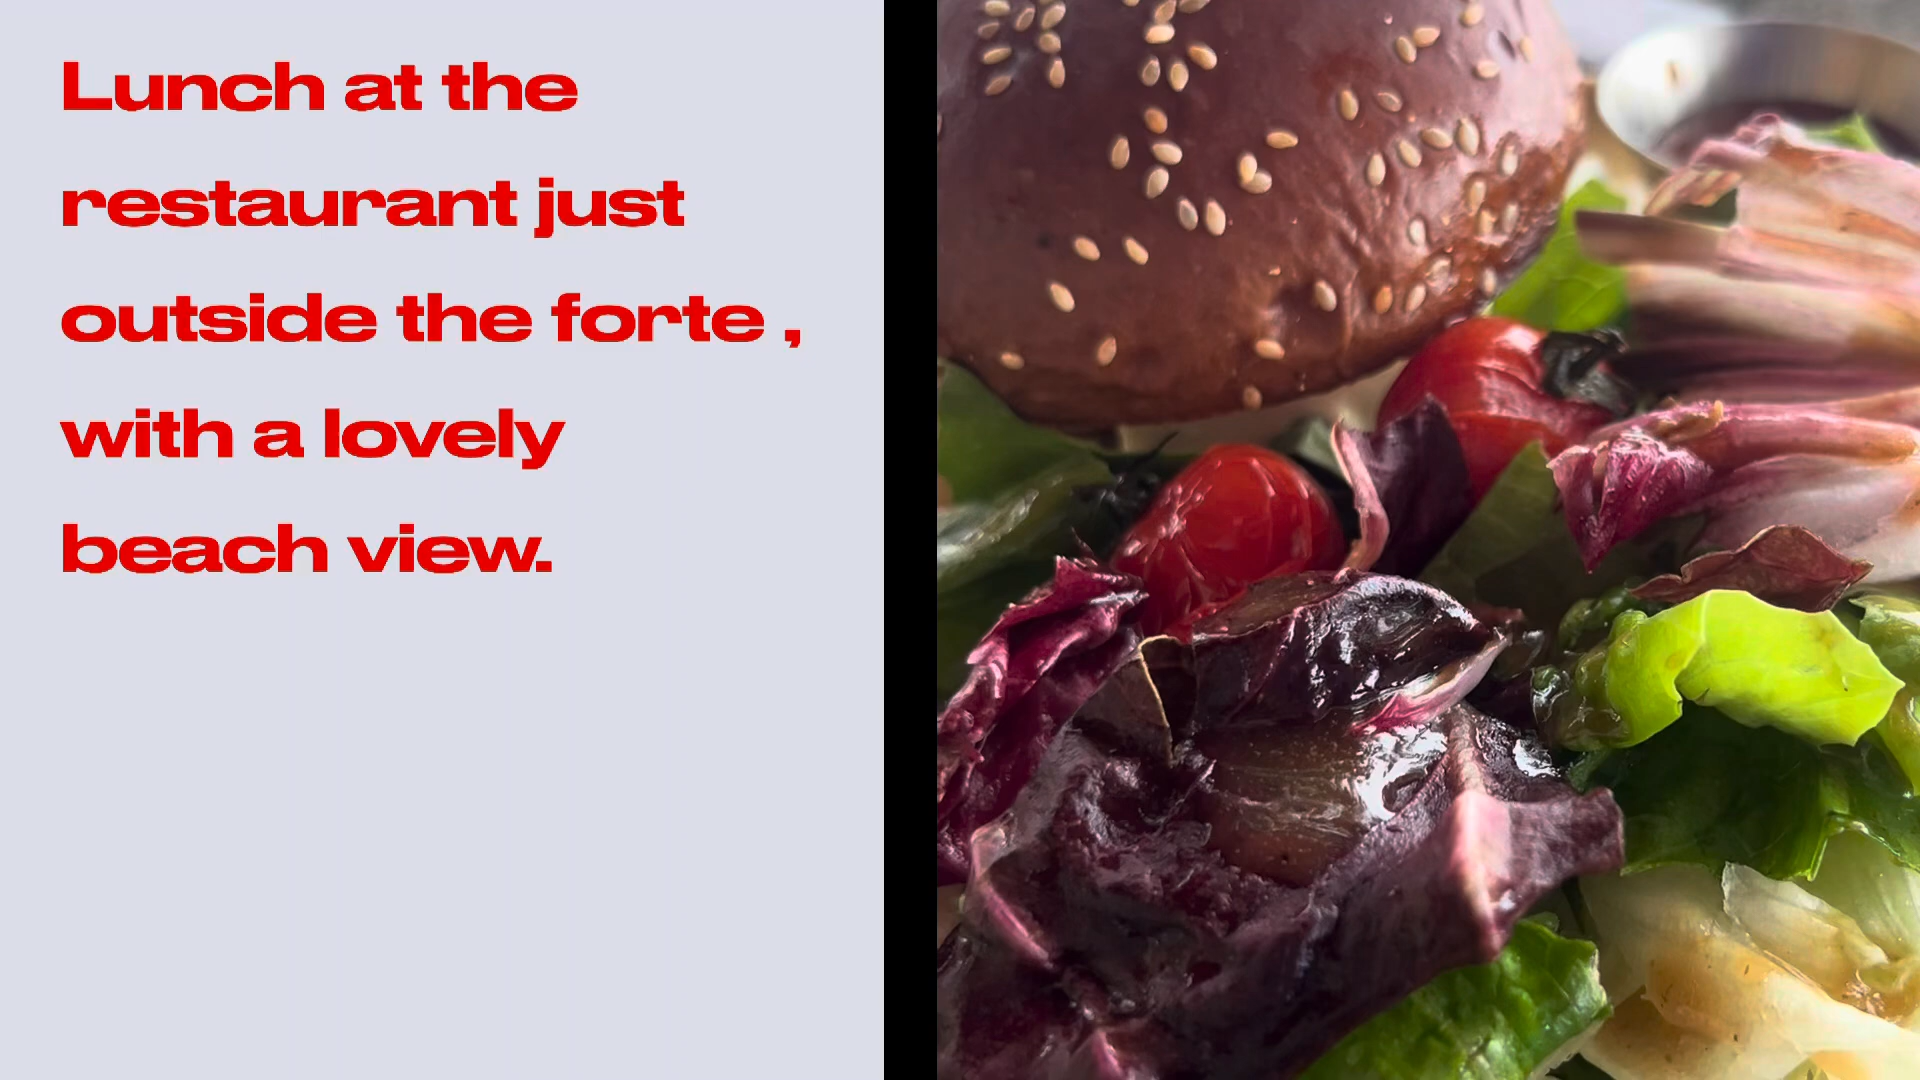 Lunch at the
restaurant just
outside the forte ,
with a lovely
beach view.